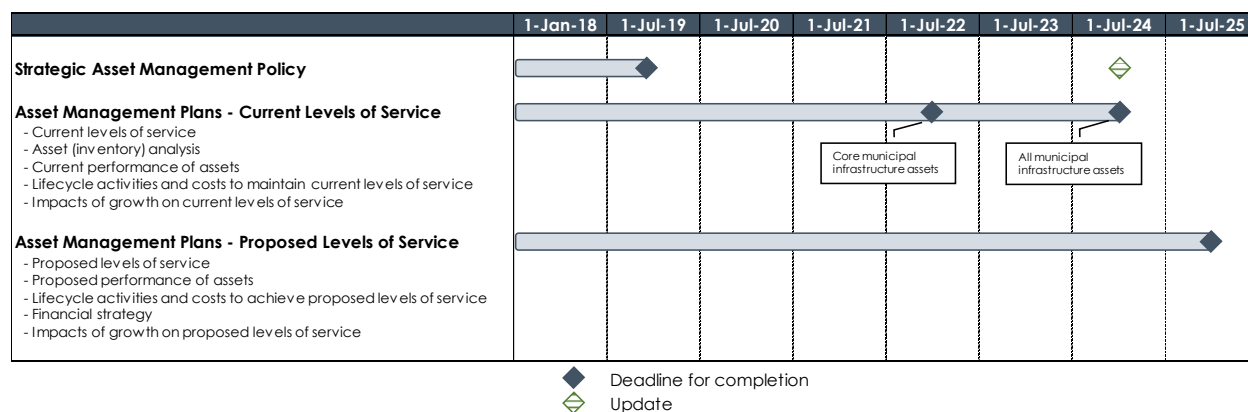 1-Jan-18 1-Jul-19 1-Jul-20 1-Jul-21 1-Jul-22 1-Jul-23 1-Jul-24 1-Jul-25
Strategic Asset Management Policy
Asset Management Plans - Current Levels of Service
- Current levels of service
- Asset (inventory) analysis
- Current performance of assets
- Lifecycle activities and costs to maintain current levels of service
- Impacts of growth on current levels of service
Core municipal
infrastructure assets
All municipal
infrastructure assets
Asset Management Plans - Proposed Levels of Service
- Proposed levels of service
- Proposed performance of assets
- Lifecycle activities and costs to achieve proposed levels of service
- Financial strategy
- Impacts of growth on proposed levels of service
Deadline for completion
Update